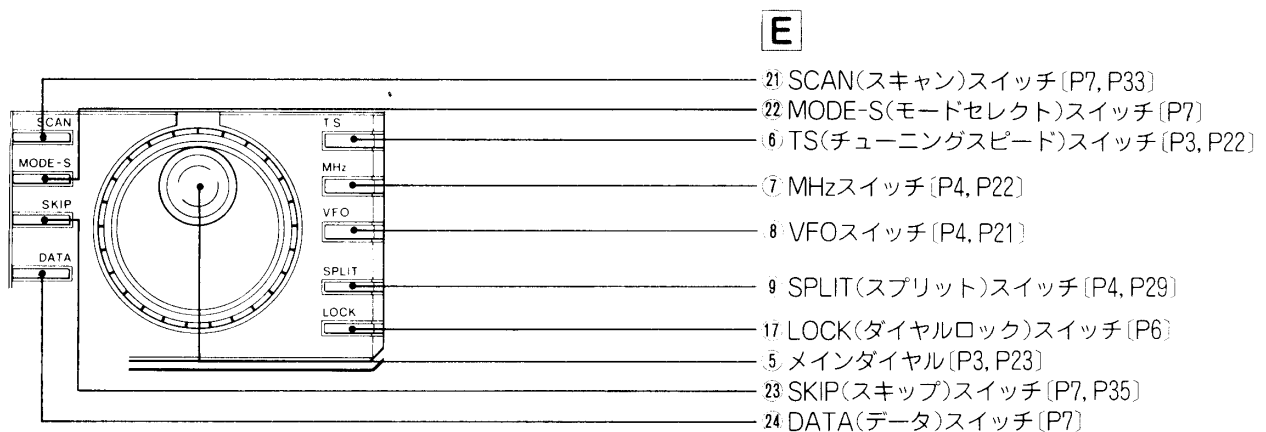 E
㉑ SCAN(スキャン)スイッチ〔P7, P33〕
㉒ MODE-S(モードセレクト)スイッチ〔P7〕
⑥ TS(チューニングスピード)スイッチ〔P3, P22〕
⑦ MHzスイッチ〔P4, P22〕
⑧ VFOスイッチ〔P4, P21〕
⑨ SPLIT(スプリット)スイッチ〔P4, P29〕
⑰ LOCK(ダイヤルロック)スイッチ〔P6〕
⑤ メインダイヤル〔P3, P23〕
㉓ SKIP(スキップ)スイッチ〔P7, P35〕
㉔ DATA(データ)スイッチ〔P7〕
SCAN
MODE-S
SKIP
DATA
TS
MHz
VFO
SPLIT
LOCK